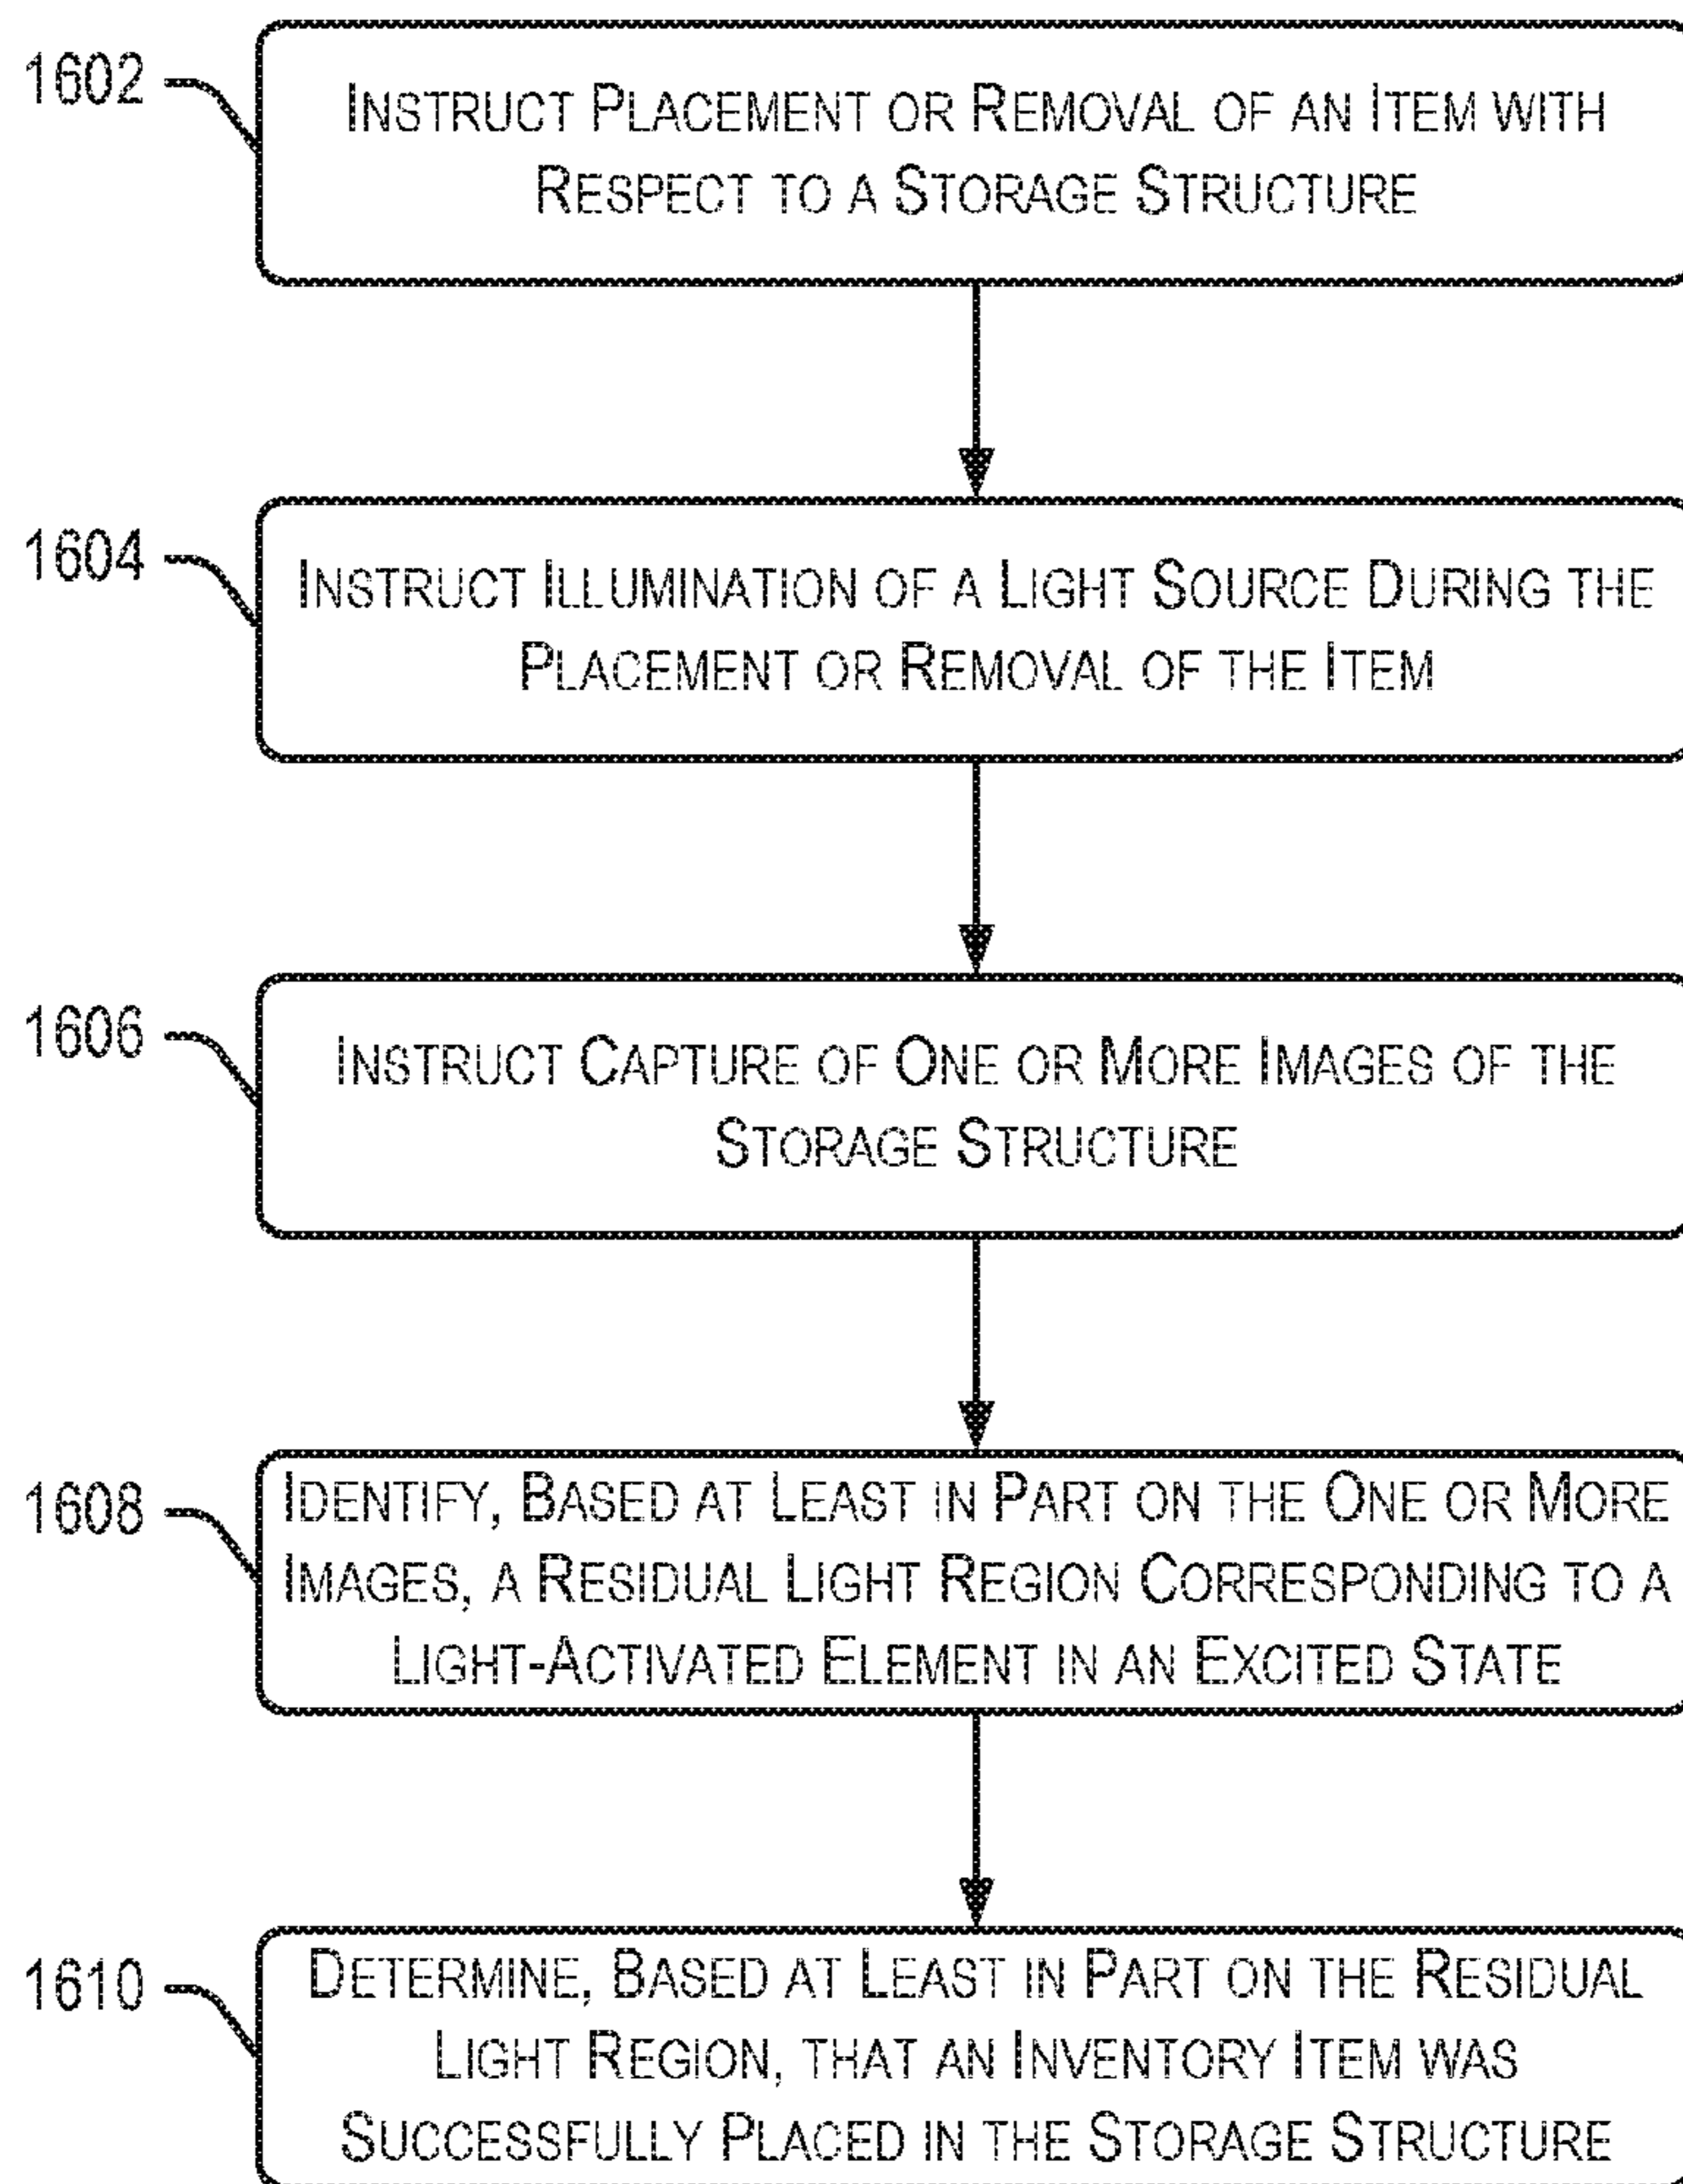 1602
INSTRUCT PLACEMENT OR REMOVAL OF AN ITEM WITH
RESPECT TO A STORAGE STRUCTURE
1604
INSTRUCT ILLUMINATION OF A LIGHT SOURCE DURING THE
PLACEMENT OR REMOVAL OF THE ITEM
1606
INSTRUCT CAPTURE OF ONE OR MORE IMAGES OF THE
STORAGE STRUCTURE
1608
IDENTIFY, BASED AT LEAST IN PART ON THE ONE OR MORE
IMAGES, A RESIDUAL LIGHT REGION CORRESPONDING TO A
LIGHT-ACTIVATED ELEMENT IN AN EXCITED STATE
1610
DETERMINE, BASED AT LEAST IN PART ON THE RESIDUAL
LIGHT REGION, THAT AN INVENTORY ITEM WAS
SUCCESSFULLY PLACED IN THE STORAGE STRUCTURE